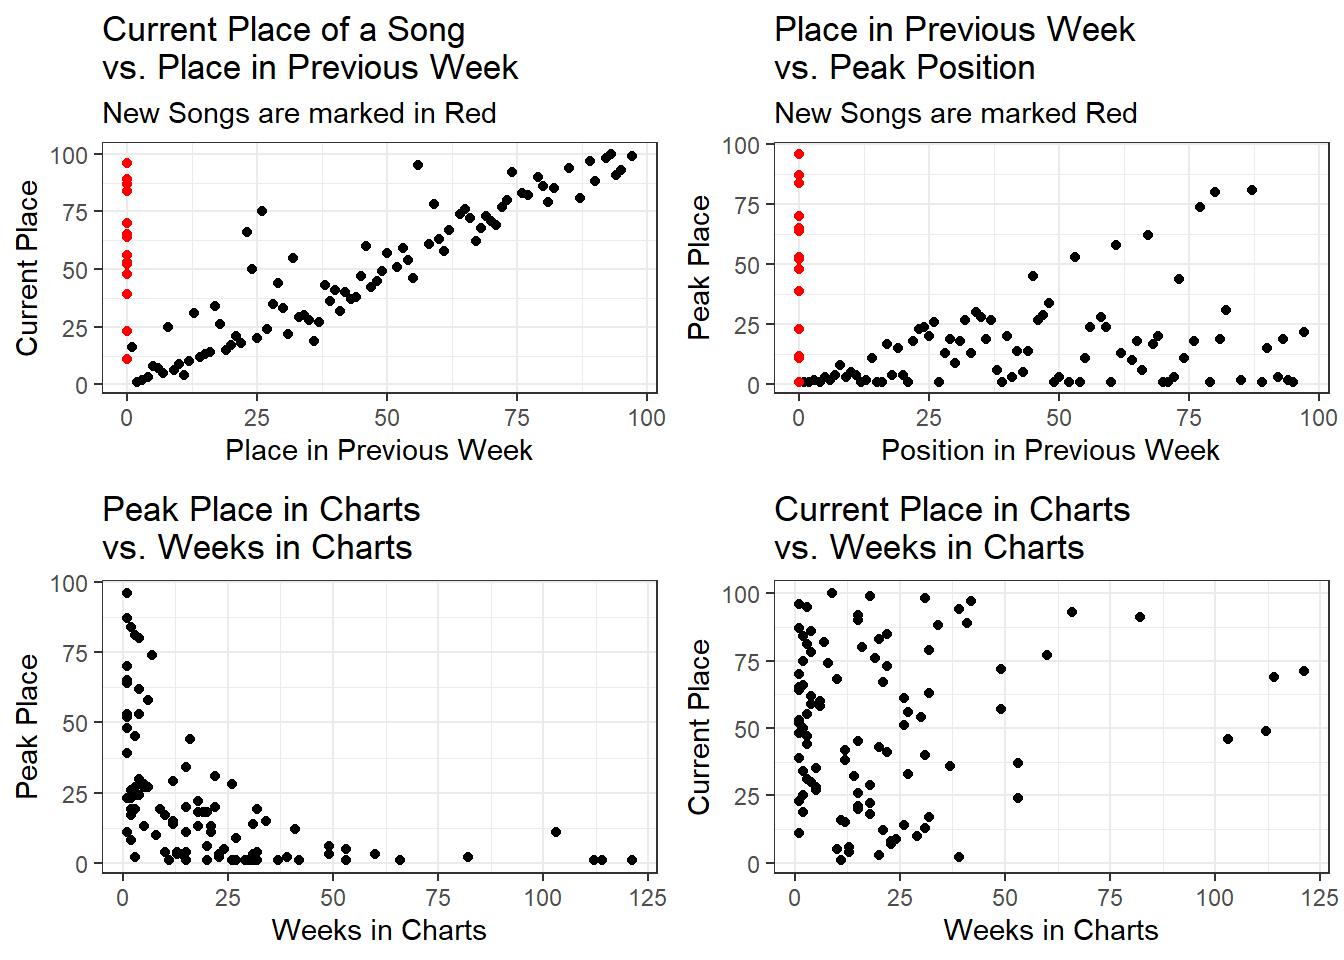 Current Place of a Song
vs. Place in Previous Week
New Songs are marked in Red
100
75
50
25
0
Current Place
0 25 50 75 100
Place in Previous Week
Place in Previous Week
vs. Peak Position
New Songs are marked Red
100
75
50
25
0
Peak Place
0 25 50 75 100
Position in Previous Week
Peak Place in Charts
vs. Weeks in Charts
100
75
50
25
0
Peak Place
0 25 50 75 100 125
Weeks in Charts
Current Place in Charts
vs. Weeks in Charts
100
75
50
25
0
Current Place
0 25 50 75 100 125
Weeks in Charts